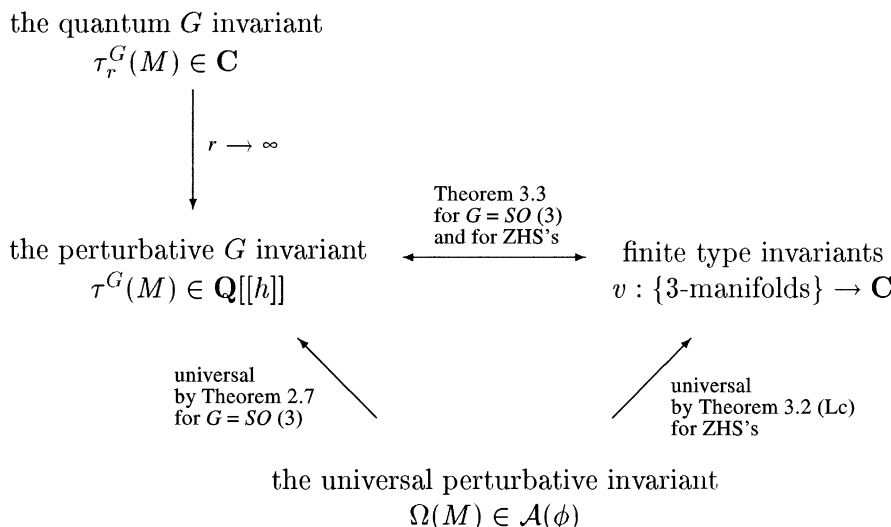 the quantum G invariant
τ_r^G(M) ∈ C
r → ∞
Theorem 3.3
for G = SO (3)
and for ZHS's
the perturbative G invariant
τ^G(M) ∈ Q[[h]]
finite type invariants
v : {3-manifolds} → C
universal
by Theorem 2.7
for G = SO (3)
universal
by Theorem 3.2 (Lc)
for ZHS's
the universal perturbative invariant
Ω(M) ∈ A(ϕ)